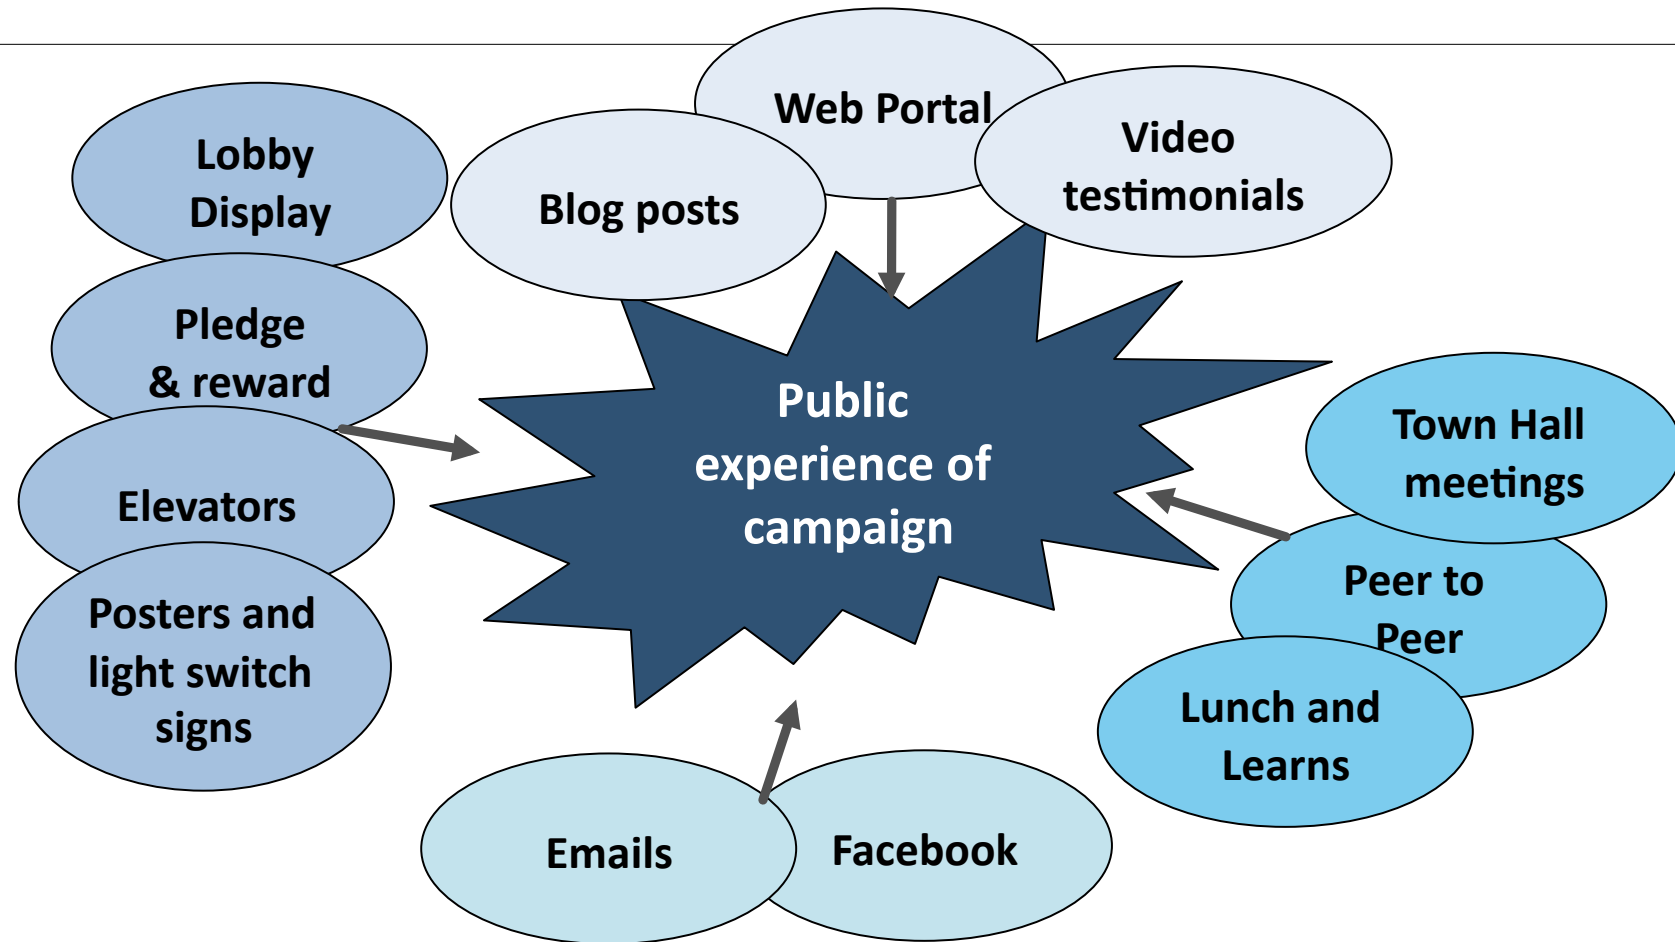 Web Portal
Blog posts
Video
testimonials
Lobby
Display
Pledge
& reward
Elevators
Posters and
light switch
signs
Public
experience of
campaign
Town Hall
meetings
Peer to
Peer
Lunch and
Learns
Emails
Facebook